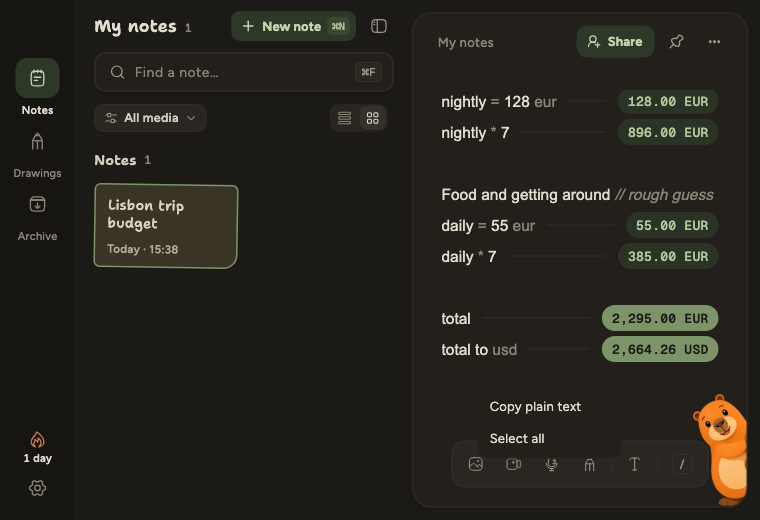 My notes 1
New note ⌘N
Find a note... ⌘F
All media
Notes 1
Lisbon trip
budget
Today · 15:38
Notes
Drawings
Archive
1 day
My notes
Share
nightly = 128 eur 128.00 EUR
nightly * 7 896.00 EUR
Food and getting around // rough guess
daily = 55 eur 55.00 EUR
daily * 7 385.00 EUR
total 2,295.00 EUR
total to usd 2,664.26 USD
Copy plain text
Select all
/